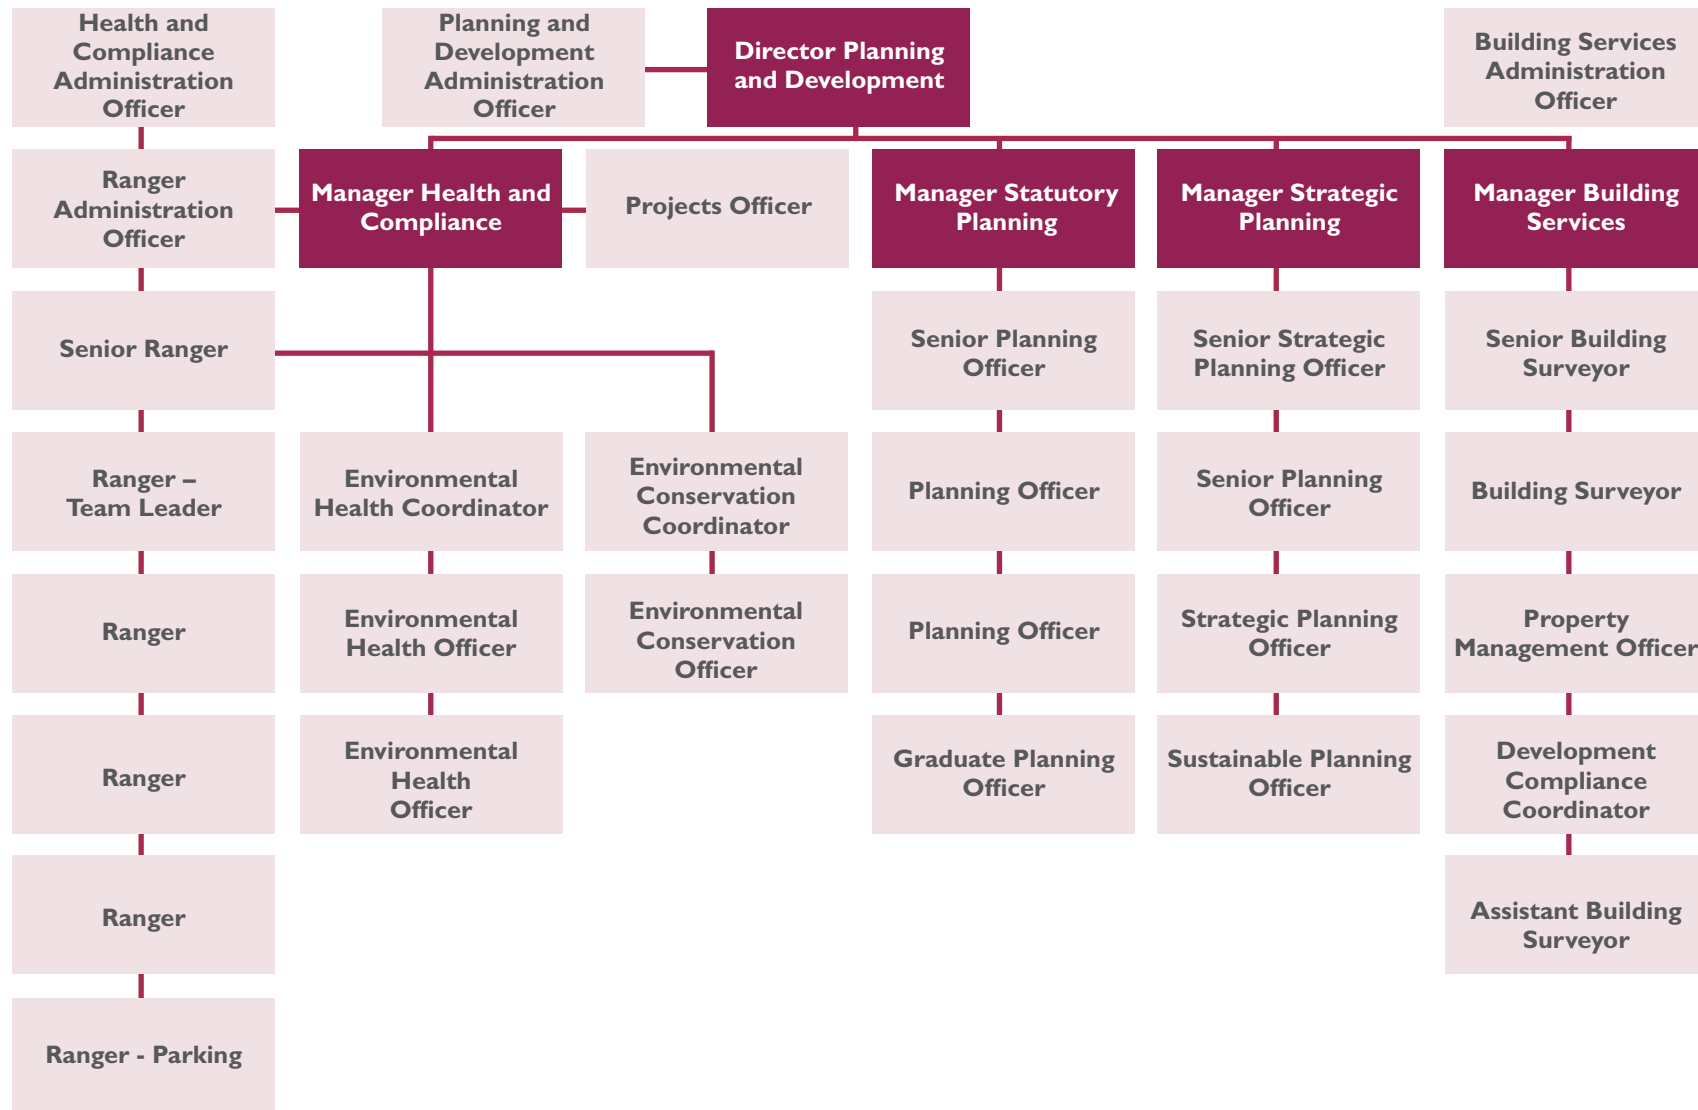 Health and
Compliance
Administration
Officer
Planning and
Development
Administration
Officer
Director Planning
and Development
Building Services
Administration
Officer
Ranger
Administration
Officer
Manager Health and
Compliance
Projects Officer
Manager Statutory
Planning
Manager Strategic
Planning
Manager Building
Services
Senior Ranger
Senior Planning
Officer
Senior Strategic
Planning Officer
Senior Building
Surveyor
Ranger –
Team Leader
Environmental
Health Coordinator
Environmental
Conservation
Coordinator
Planning Officer
Senior Planning
Officer
Building Surveyor
Ranger
Environmental
Health Officer
Environmental
Conservation
Officer
Planning Officer
Strategic Planning
Officer
Property
Management Officer
Ranger
Environmental
Health
Officer
Graduate Planning
Officer
Sustainable Planning
Officer
Development
Compliance
Coordinator
Ranger
Assistant Building
Surveyor
Ranger - Parking